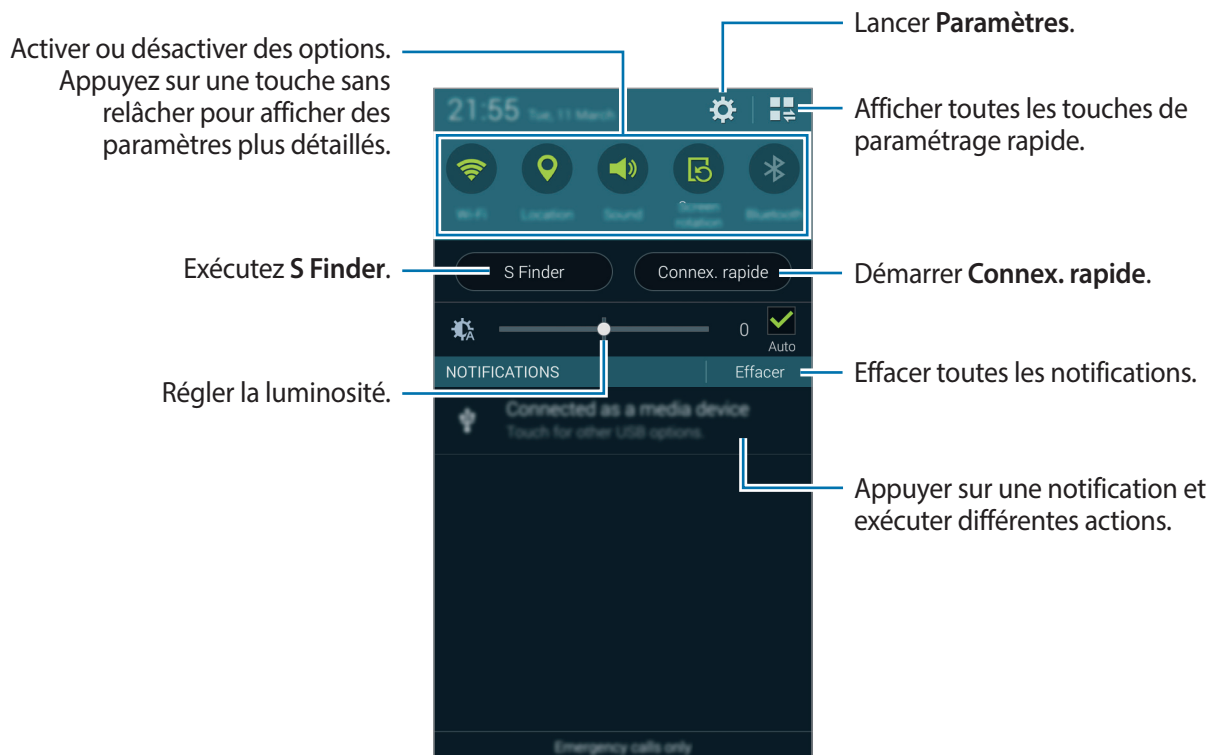 Lancer Paramètres.
Activer ou désactiver des options.
Appuyez sur une touche sans
relâcher pour afficher des
paramètres plus détaillés.
21:55 Tue, 11 March
Afficher toutes les touches de
paramétrage rapide.
Wi-Fi
Location
Sound
Screen
rotation
Bluetooth
Exécutez S Finder.
S Finder
Connex. rapide
Démarrer Connex. rapide.
0
Auto
Régler la luminosité.
NOTIFICATIONS
Effacer
Effacer toutes les notifications.
Connected as a media device
Touch for other USB options.
Appuyer sur une notification et
exécuter différentes actions.
Emergency calls only